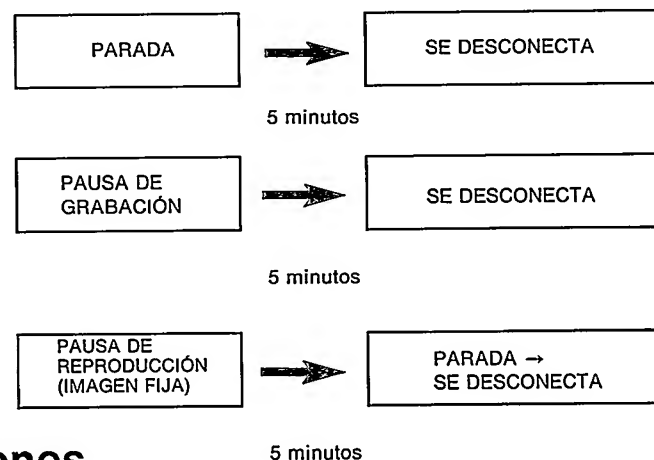 PARADA
SE DESCONECTA
5 minutos
PAUSA DE
GRABACIÓN
SE DESCONECTA
5 minutos
PAUSA DE
REPRODUCCIÓN
(IMAGEN FIJA)
PARADA →
SE DESCONECTA
5 minutos